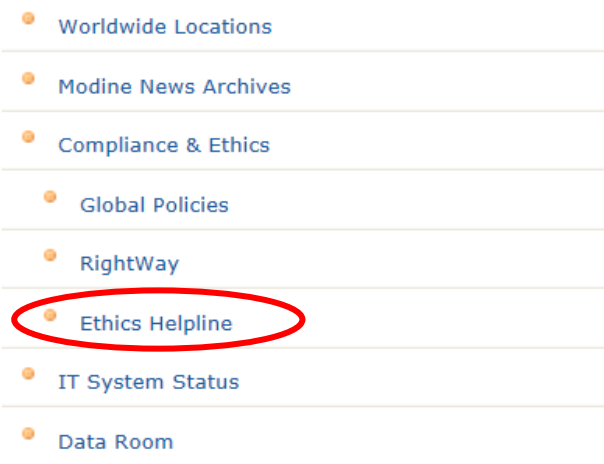 Worldwide Locations
Modine News Archives
Compliance & Ethics
Global Policies
RightWay
Ethics Helpline
IT System Status
Data Room